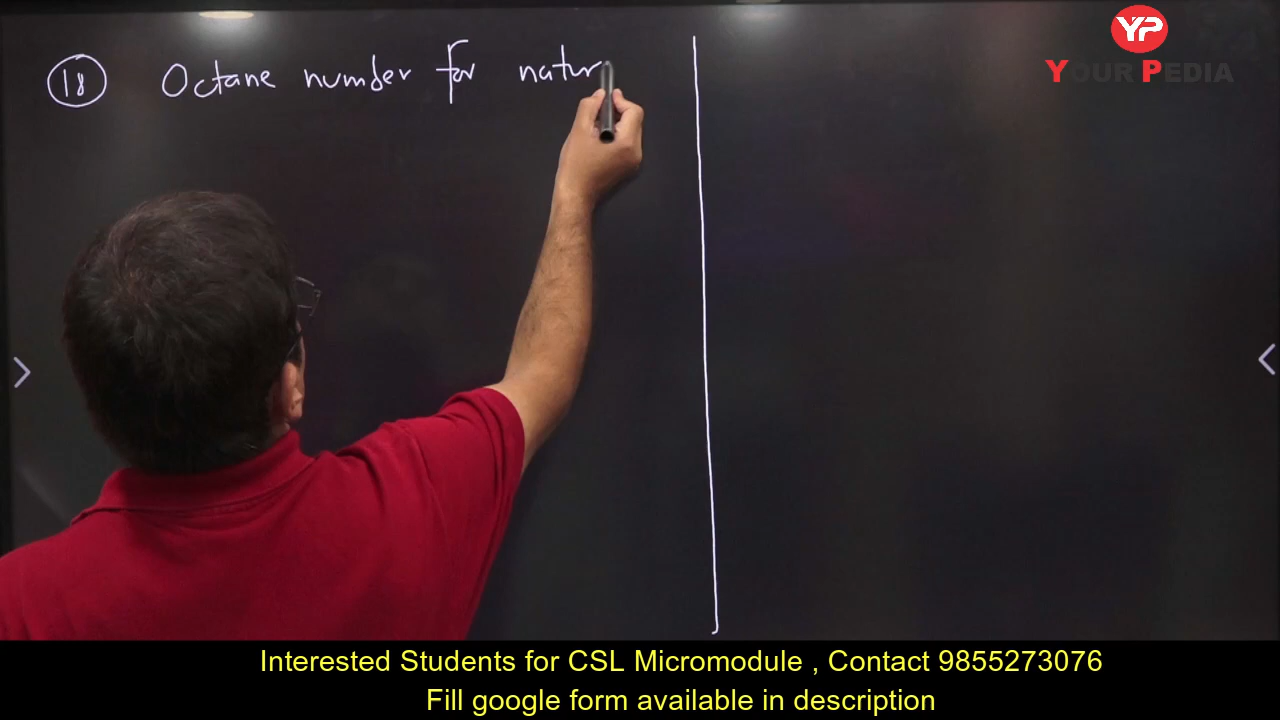 18 Octane number for natur
YP
YOUR PEDIA
Interested Students for CSL Micromodule , Contact 9855273076
Fill google form available in description